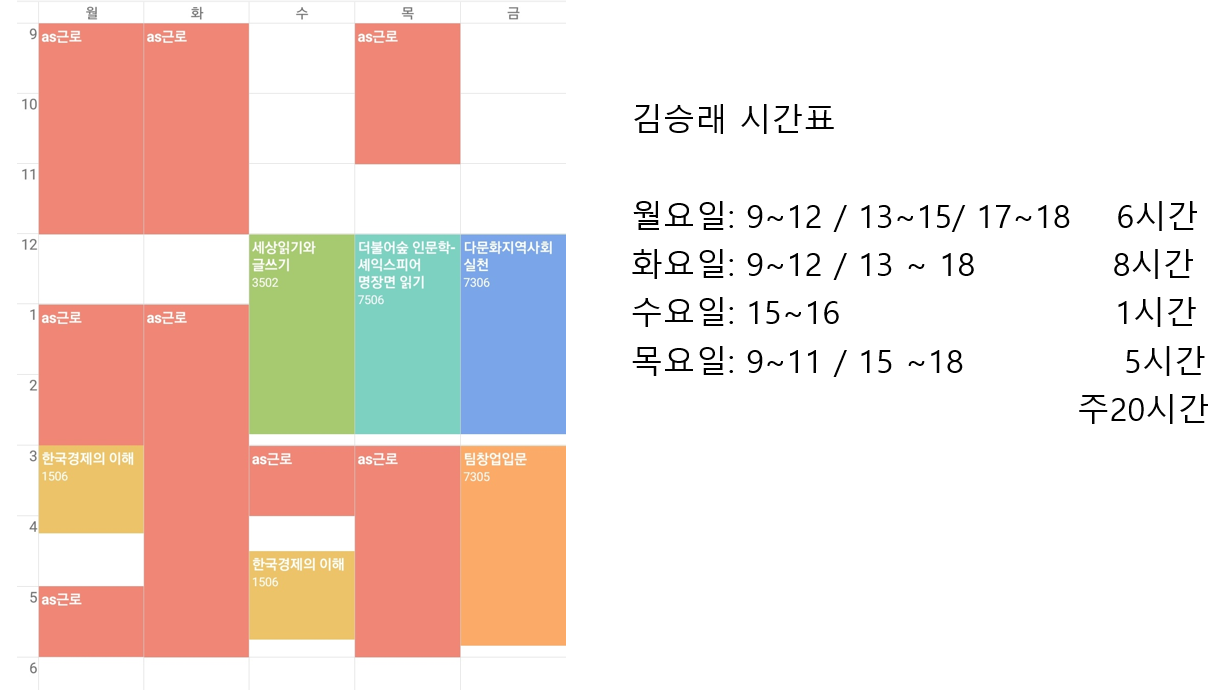 월 화 수 목 금
9 as근로 as근로 as근로
10
11
12 세상읽기와 더불어숲 인문학- 다문화지역사회
글쓰기 셰익스피어 실천
3502 명장면 읽기 7306
7506
1 as근로 as근로
2
3 한국경제의 이해 as근로 as근로 팀창업입문
1506 7305
4
한국경제의 이해
1506
5 as근로
6
김승래 시간표
월요일: 9~12 / 13~15/ 17~18 6시간
화요일: 9~12 / 13 ~ 18 8시간
수요일: 15~16 1시간
목요일: 9~11 / 15 ~18 5시간
주20시간